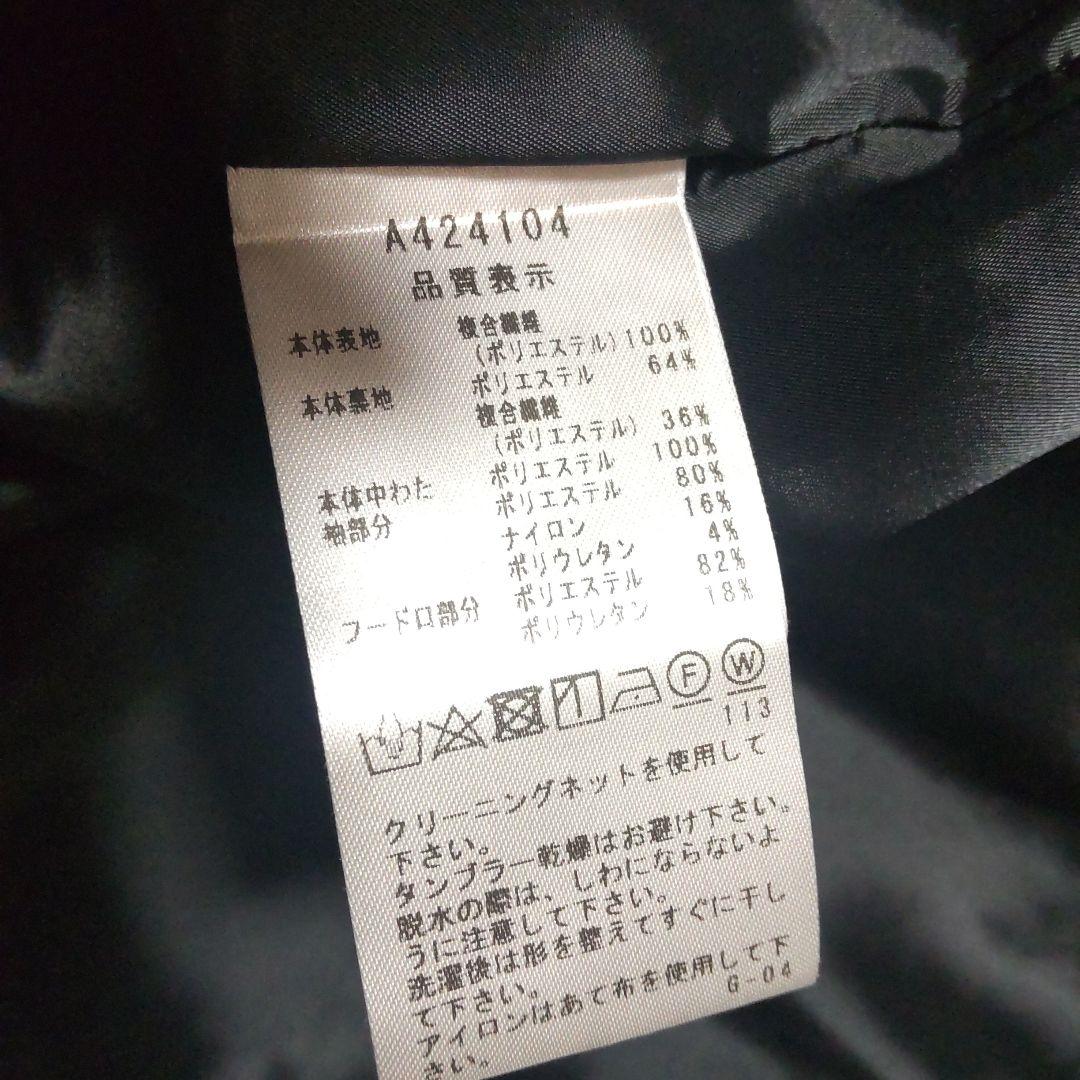 A424104
品質表示
本体表地 複合繊維
(ポリエステル)100%
本体裏地 ポリエステル 64%
複合繊維
(ポリエステル) 36%
本体中わた ポリエステル 100%
袖部分 ポリエステル 80%
ナイロン 16%
ポリウレタン 4%
フード口部分 ポリエステル 82%
ポリウレタン 18%
F W
113
クリーニングネットを使用して
下さい。
タンブラー乾燥はお避け下さい。
脱水の際は、しわにならないよ
うに注意して下さい。
洗濯後は形を整えてすぐに干し
て下さい。
アイロンはあて布を使用して下
さい。
G-04